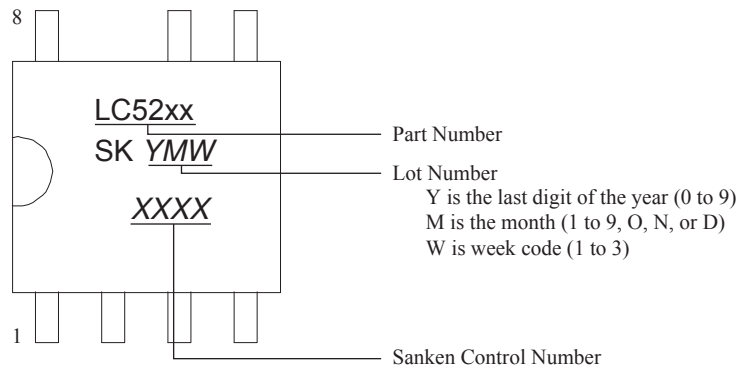 8
LC52xx
SK YMW
XXXX
1
Part Number
Lot Number
Y is the last digit of the year (0 to 9)
M is the month (1 to 9, O, N, or D)
W is week code (1 to 3)
Sanken Control Number